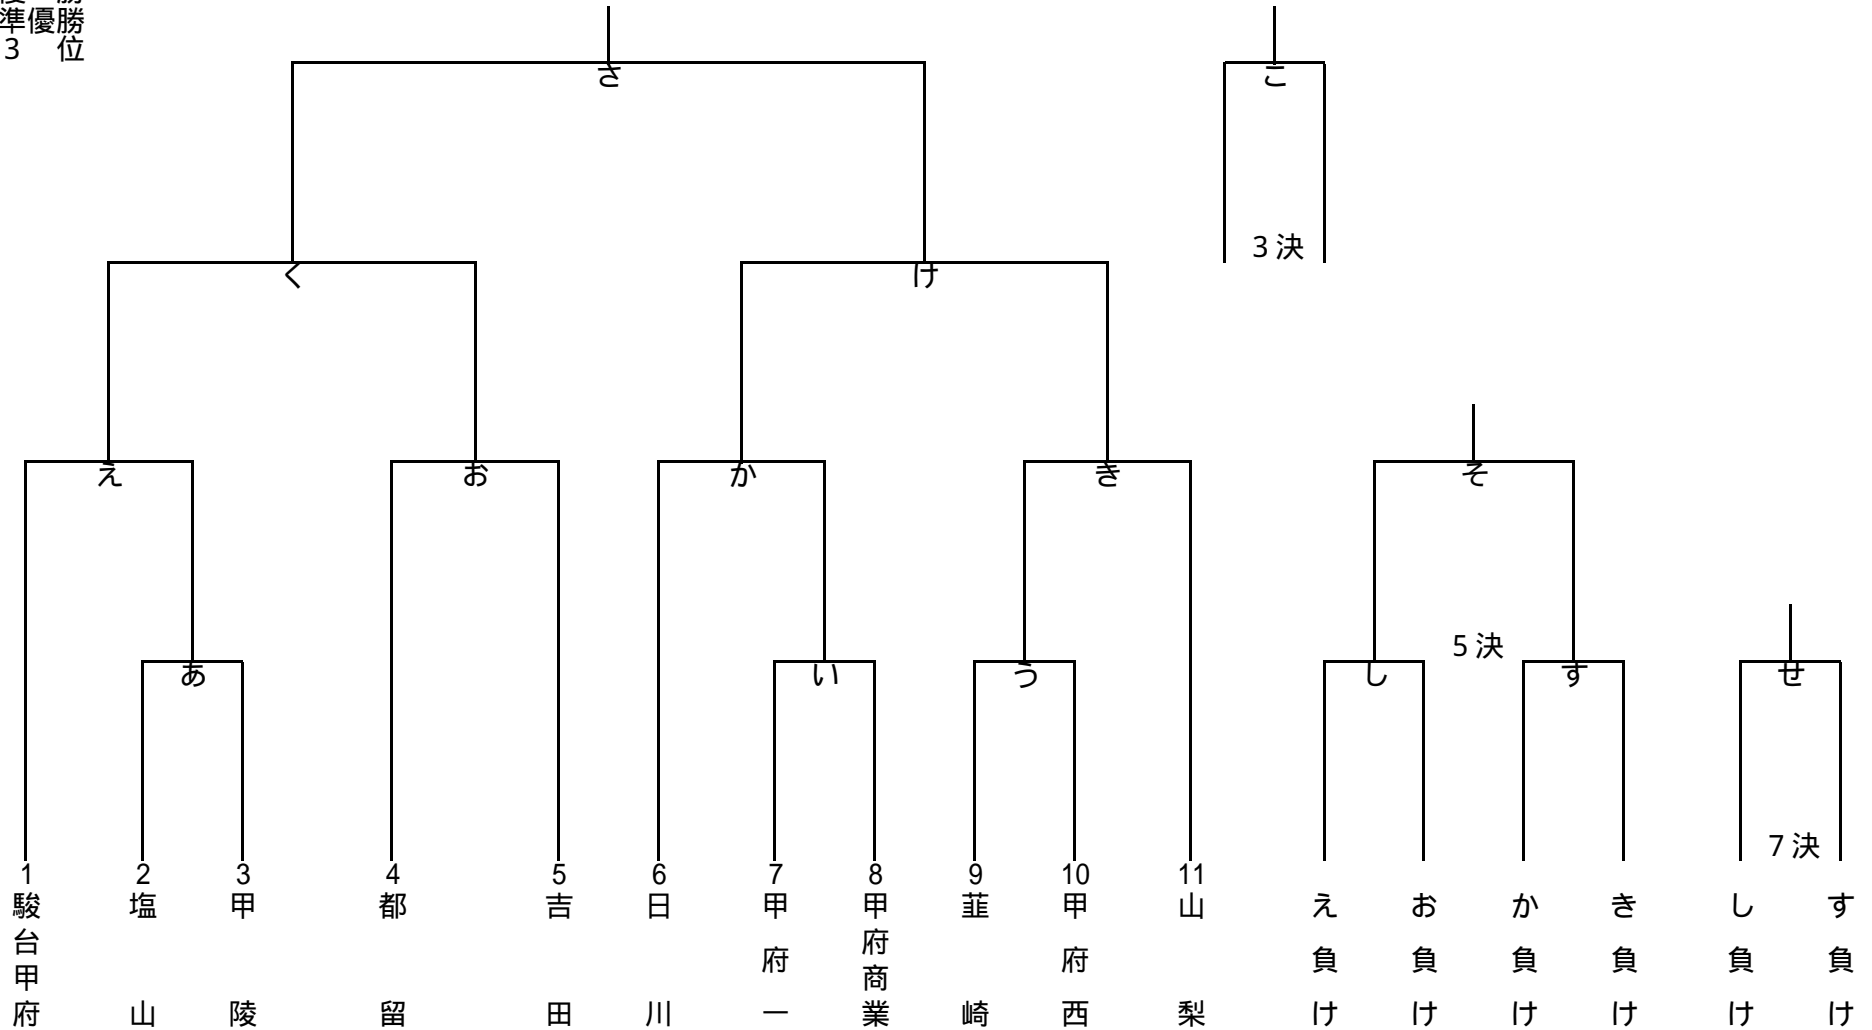 準優勝
3 位
さ
こ
3決
く
け
え
お
か
き
そ
あ
い
う
し
5決
す
せ
7決
1 駿台甲府
2 塩山
3 甲陵
4 都留
5 吉田
6 日川
7 甲府一
8 甲府商業
9 韮崎
10 甲府西
11 山梨
え負け
お負け
か負け
き負け
し負け
す負け